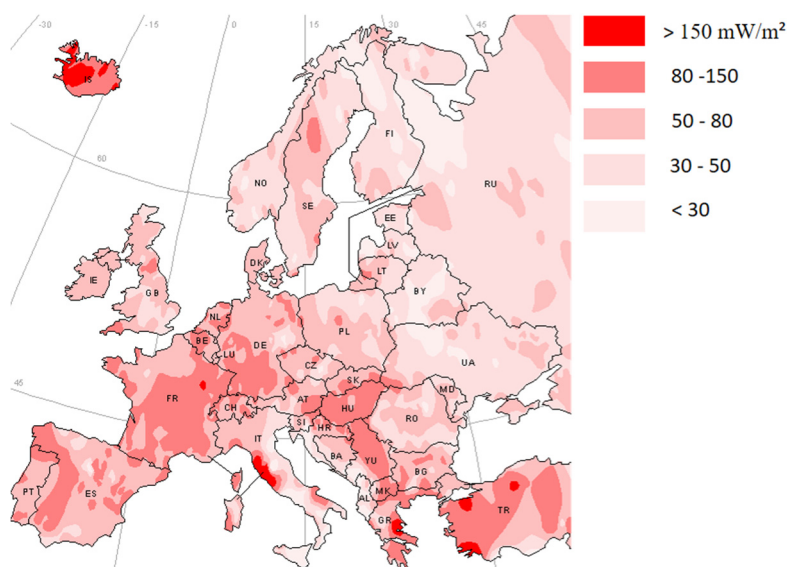 -30
-15
0
15
30
45
> 150 mW/m²
80 -150
50 - 80
30 - 50
< 30
IS
60
FI
NO
SE
RU
EE
LV
LT
BY
DK
IE
GB
NL
BE
DE
PL
LU
CZ
UA
SK
MD
45
FR
CH
AT
HU
RO
SI
HR
IT
BA
YU
BG
PT
ES
AL
MK
GR
TR